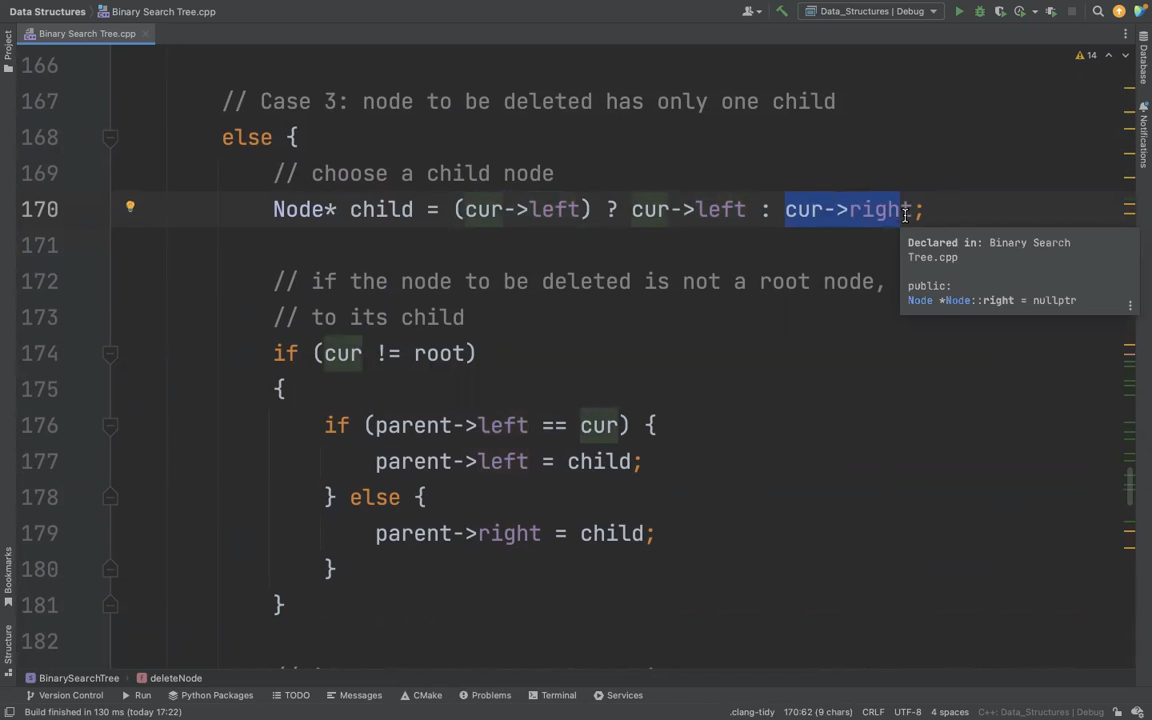 Data Structures
Binary Search Tree.cpp
Data_Structures | Debug
Project
Binary Search Tree.cpp
14
Database
Notifications
166
167 // Case 3: node to be deleted has only one child
168 else {
169 // choose a child node
170 Node* child = (cur->left) ? cur->left : cur->right;
171
Declared in: Binary Search
Tree.cpp
public:
Node *Node::right = nullptr
172 // if the node to be deleted is not a root node,
173 // to its child
174 if (cur != root)
175 {
176 if (parent->left == cur) {
177 parent->left = child;
178 } else {
179 parent->right = child;
180 }
181 }
182
Bookmarks
Structure
BinarySearchTree
deleteNode
Version Control Run Python Packages TODO Messages CMake Problems Terminal Services
Build finished in 130 ms (today 17:22) .clang-tidy 170:62 (9 chars) CRLF UTF-8 4 spaces C++: Data_Structures | Debug